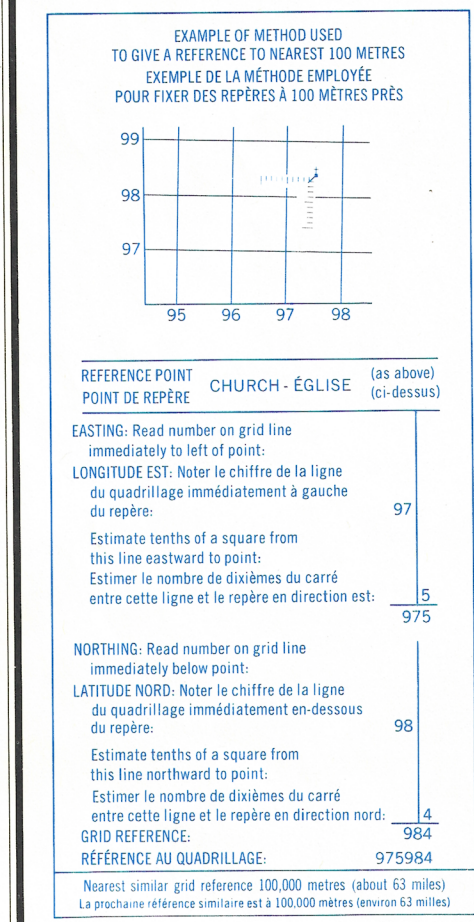 EXAMPLE OF METHOD USED
TO GIVE A REFERENCE TO NEAREST 100 METRES
EXEMPLE DE LA MÉTHODE EMPLOYÉE
POUR FIXER DES REPÈRES À 100 MÈTRES PRÈS
99
98
97
95 96 97 98
REFERENCE POINT
POINT DE REPÈRE
CHURCH - ÉGLISE
(as above)
(ci-dessus)
EASTING: Read number on grid line
immediately to left of point:
LONGITUDE EST: Noter le chiffre de la ligne
du quadrillage immédiatement à gauche
du repère: 97
Estimate tenths of a square from
this line eastward to point:
Estimer le nombre de dixièmes du carré
entre cette ligne et le repère en direction est: 5
975
NORTHING: Read number on grid line
immediately below point:
LATITUDE NORD: Noter le chiffre de la ligne
du quadrillage immédiatement en-dessous
du repère: 98
Estimate tenths of a square from
this line northward to point:
Estimer le nombre de dixièmes du carré
entre cette ligne et le repère en direction nord: 4
GRID REFERENCE: 984
RÉFÉRENCE AU QUADRILLAGE: 975984
Nearest similar grid reference 100,000 metres (about 63 miles)
La prochaine référence similaire est à 100,000 mètres (environ 63 milles)